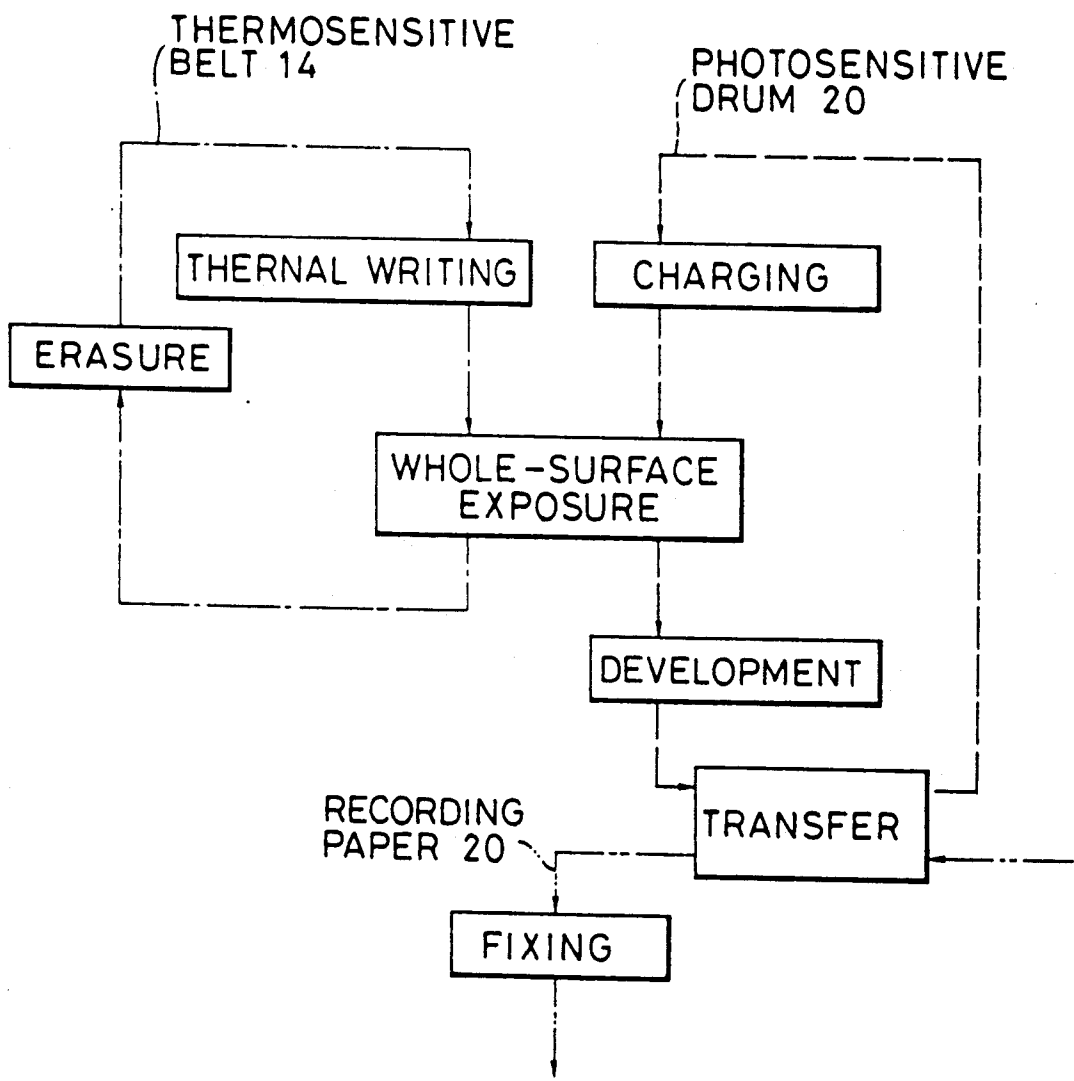 THERMOSENSITIVE
BELT 14
PHOTOSENSITIVE
DRUM 20
THERNAL WRITING
CHARGING
ERASURE
WHOLE-SURFACE
EXPOSURE
DEVELOPMENT
TRANSFER
RECORDING
PAPER 20
FIXING